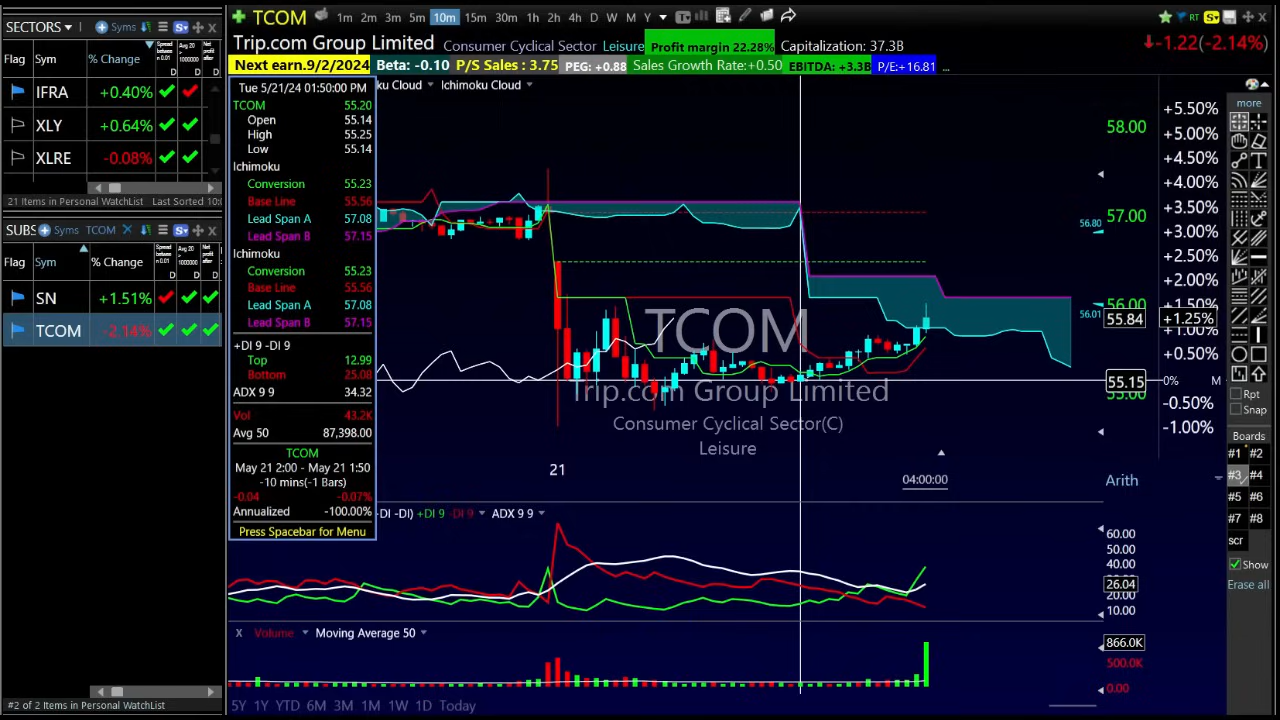 SECTORS
Syms
Flag Sym % Change
IFRA +0.40%
XLY +0.64%
XLRE -0.08%
21 Items in Personal WatchList Last Sorted 10:0
SUBS Syms TCOM X
Flag Sym % Change
SN +1.51%
TCOM -2.14%
#2 of 2 Items in Personal WatchList
TCOM 1m 2m 3m 5m 10m 15m 30m 1h 2h 4h D W M Y
Trip.com Group Limited Consumer Cyclical Sector Leisure Profit margin 22.28% Capitalization: 37.3B
-1.22(-2.14%)
Next earn.9/2/2024 Beta: -0.10 P/S Sales : 3.75 PEG: +0.88 Sales Growth Rate:+0.50 EBITDA: +3.3B P/E:+16.81 ...
Tue 5/21/24 01:50:00 PM
ku Cloud Ichimoku Cloud
TCOM 55.20
Open 55.14
High 55.25
Low 55.14
Ichimoku
Conversion 55.23
Base Line 55.56
Lead Span A 57.08
Lead Span B 57.15
Ichimoku
Conversion 55.23
Base Line 55.56
Lead Span A 57.08
Lead Span B 57.15
+DI 9 -DI 9
Top 12.99
Bottom 25.08
ADX 9 9 34.32
Vol 43.2K
Avg 50 87,398.00
TCOM
May 21 2:00 - May 21 1:50
-10 mins(-1 Bars)
-0.04 -0.07%
Annualized -100.00%
Press Spacebar for Menu
TCOM
Trip.com Group Limited
Consumer Cyclical Sector(C)
Leisure
21
04:00:00
58.00
57.00
56.80
56.00
56.01
55.84
55.15
55.00
Arith
+5.50%
+5.00%
+4.50%
+4.00%
+3.50%
+3.00%
+2.50%
+2.00%
+1.50%
+1.25%
+1.00%
+0.50%
0% M
-0.50%
-1.00%
-DI -DI) +DI 9 -DI 9 ADX 9 9
60.00
50.00
40.00
26.04
20.00
10.00
X Volume Moving Average 50
866.0K
500.0K
0.00
5Y 1Y YTD 6M 3M 1M 1W 1D Today
RT
more
Rpt
Snap
Boards
#1 #2
#3 #4
#5 #6
#7 #8
scr
Show
Erase all